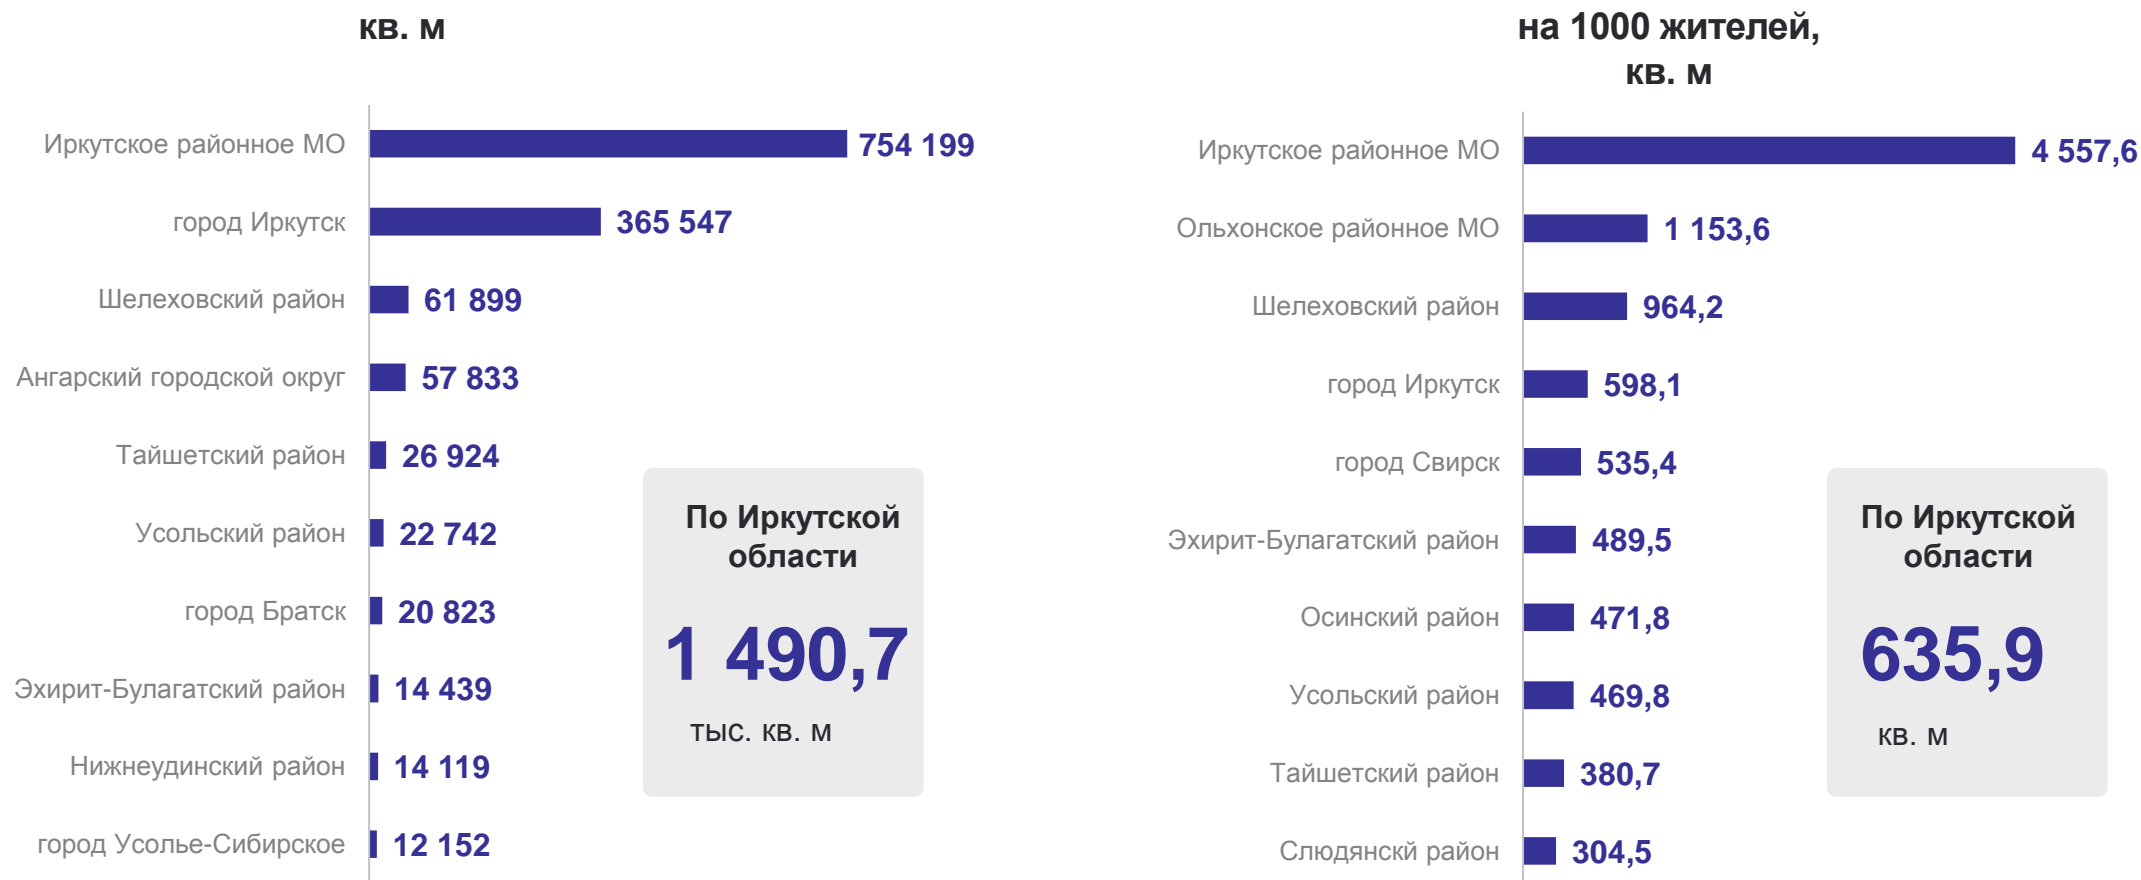 кв. м
Иркутское районное МО 754 199
город Иркутск 365 547
Шелеховский район 61 899
Ангарский городской округ 57 833
Тайшетский район 26 924
Усольский район 22 742
город Братск 20 823
Эхирит-Булагатский район 14 439
Нижнеудинский район 14 119
город Усолье-Сибирское 12 152
По Иркутской
области
1 490,7
тыс. кв. м
на 1000 жителей,
кв. м
Иркутское районное МО 4 557,6
Ольхонское районное МО 1 153,6
Шелеховский район 964,2
город Иркутск 598,1
город Свирск 535,4
Эхирит-Булагатский район 489,5
Осинский район 471,8
Усольский район 469,8
Тайшетский район 380,7
Слюдянскй район 304,5
По Иркутской
области
635,9
кв. м